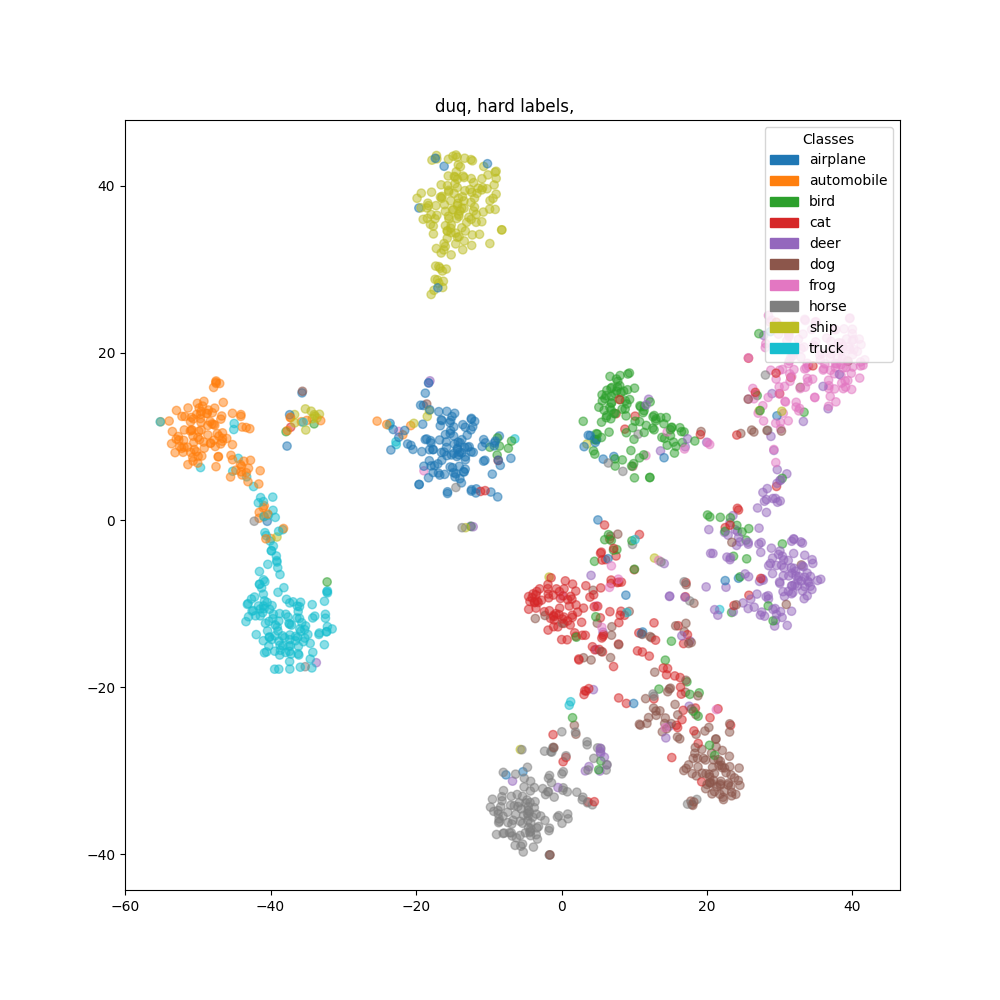 duq, hard labels,
Classes
airplane
automobile
bird
cat
deer
dog
frog
horse
ship
truck
40
20
0
−20
−40
−60
−40
−20
0
20
40